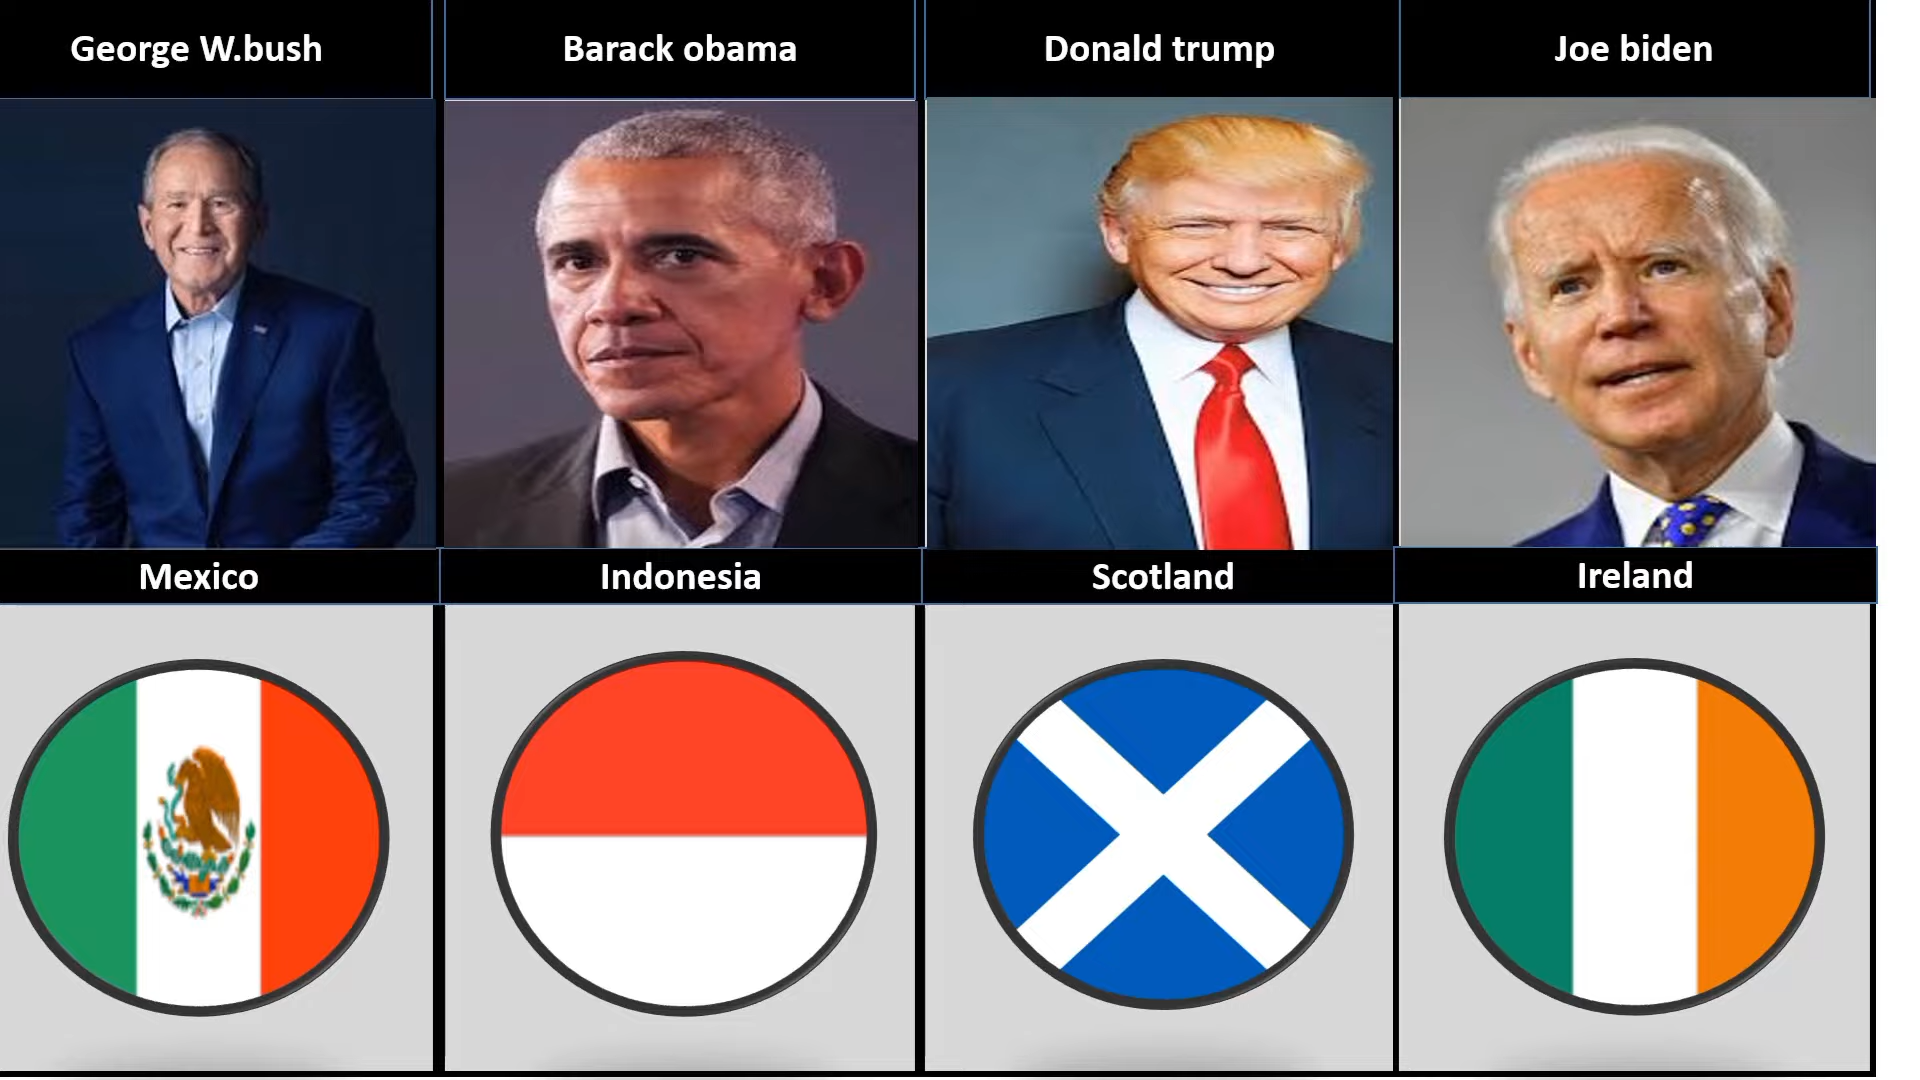 George W.bush
Barack obama
Donald trump
Joe biden
Mexico
Indonesia
Scotland
Ireland